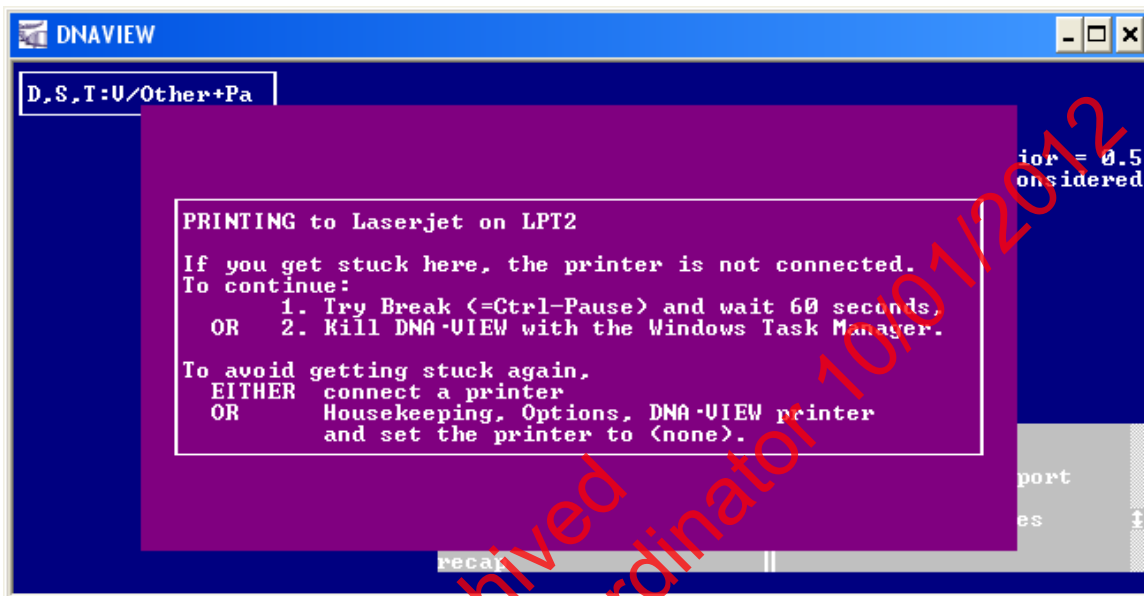 DNAVIEW
D,S,T:V/Other+Pa
ior = 0.5
onsidered
PRINTING to Laserjet on LPT2
If you get stuck here, the printer is not connected.
To continue:
1. Try Break (=Ctrl-Pause) and wait 60 seconds,
OR 2. Kill DNA·VIEW with the Windows Task Manager.
To avoid getting stuck again,
EITHER connect a printer
OR Housekeeping, Options, DNA·VIEW printer
and set the printer to (none).
port
es
recap
hived
rdinator 10/01/2012